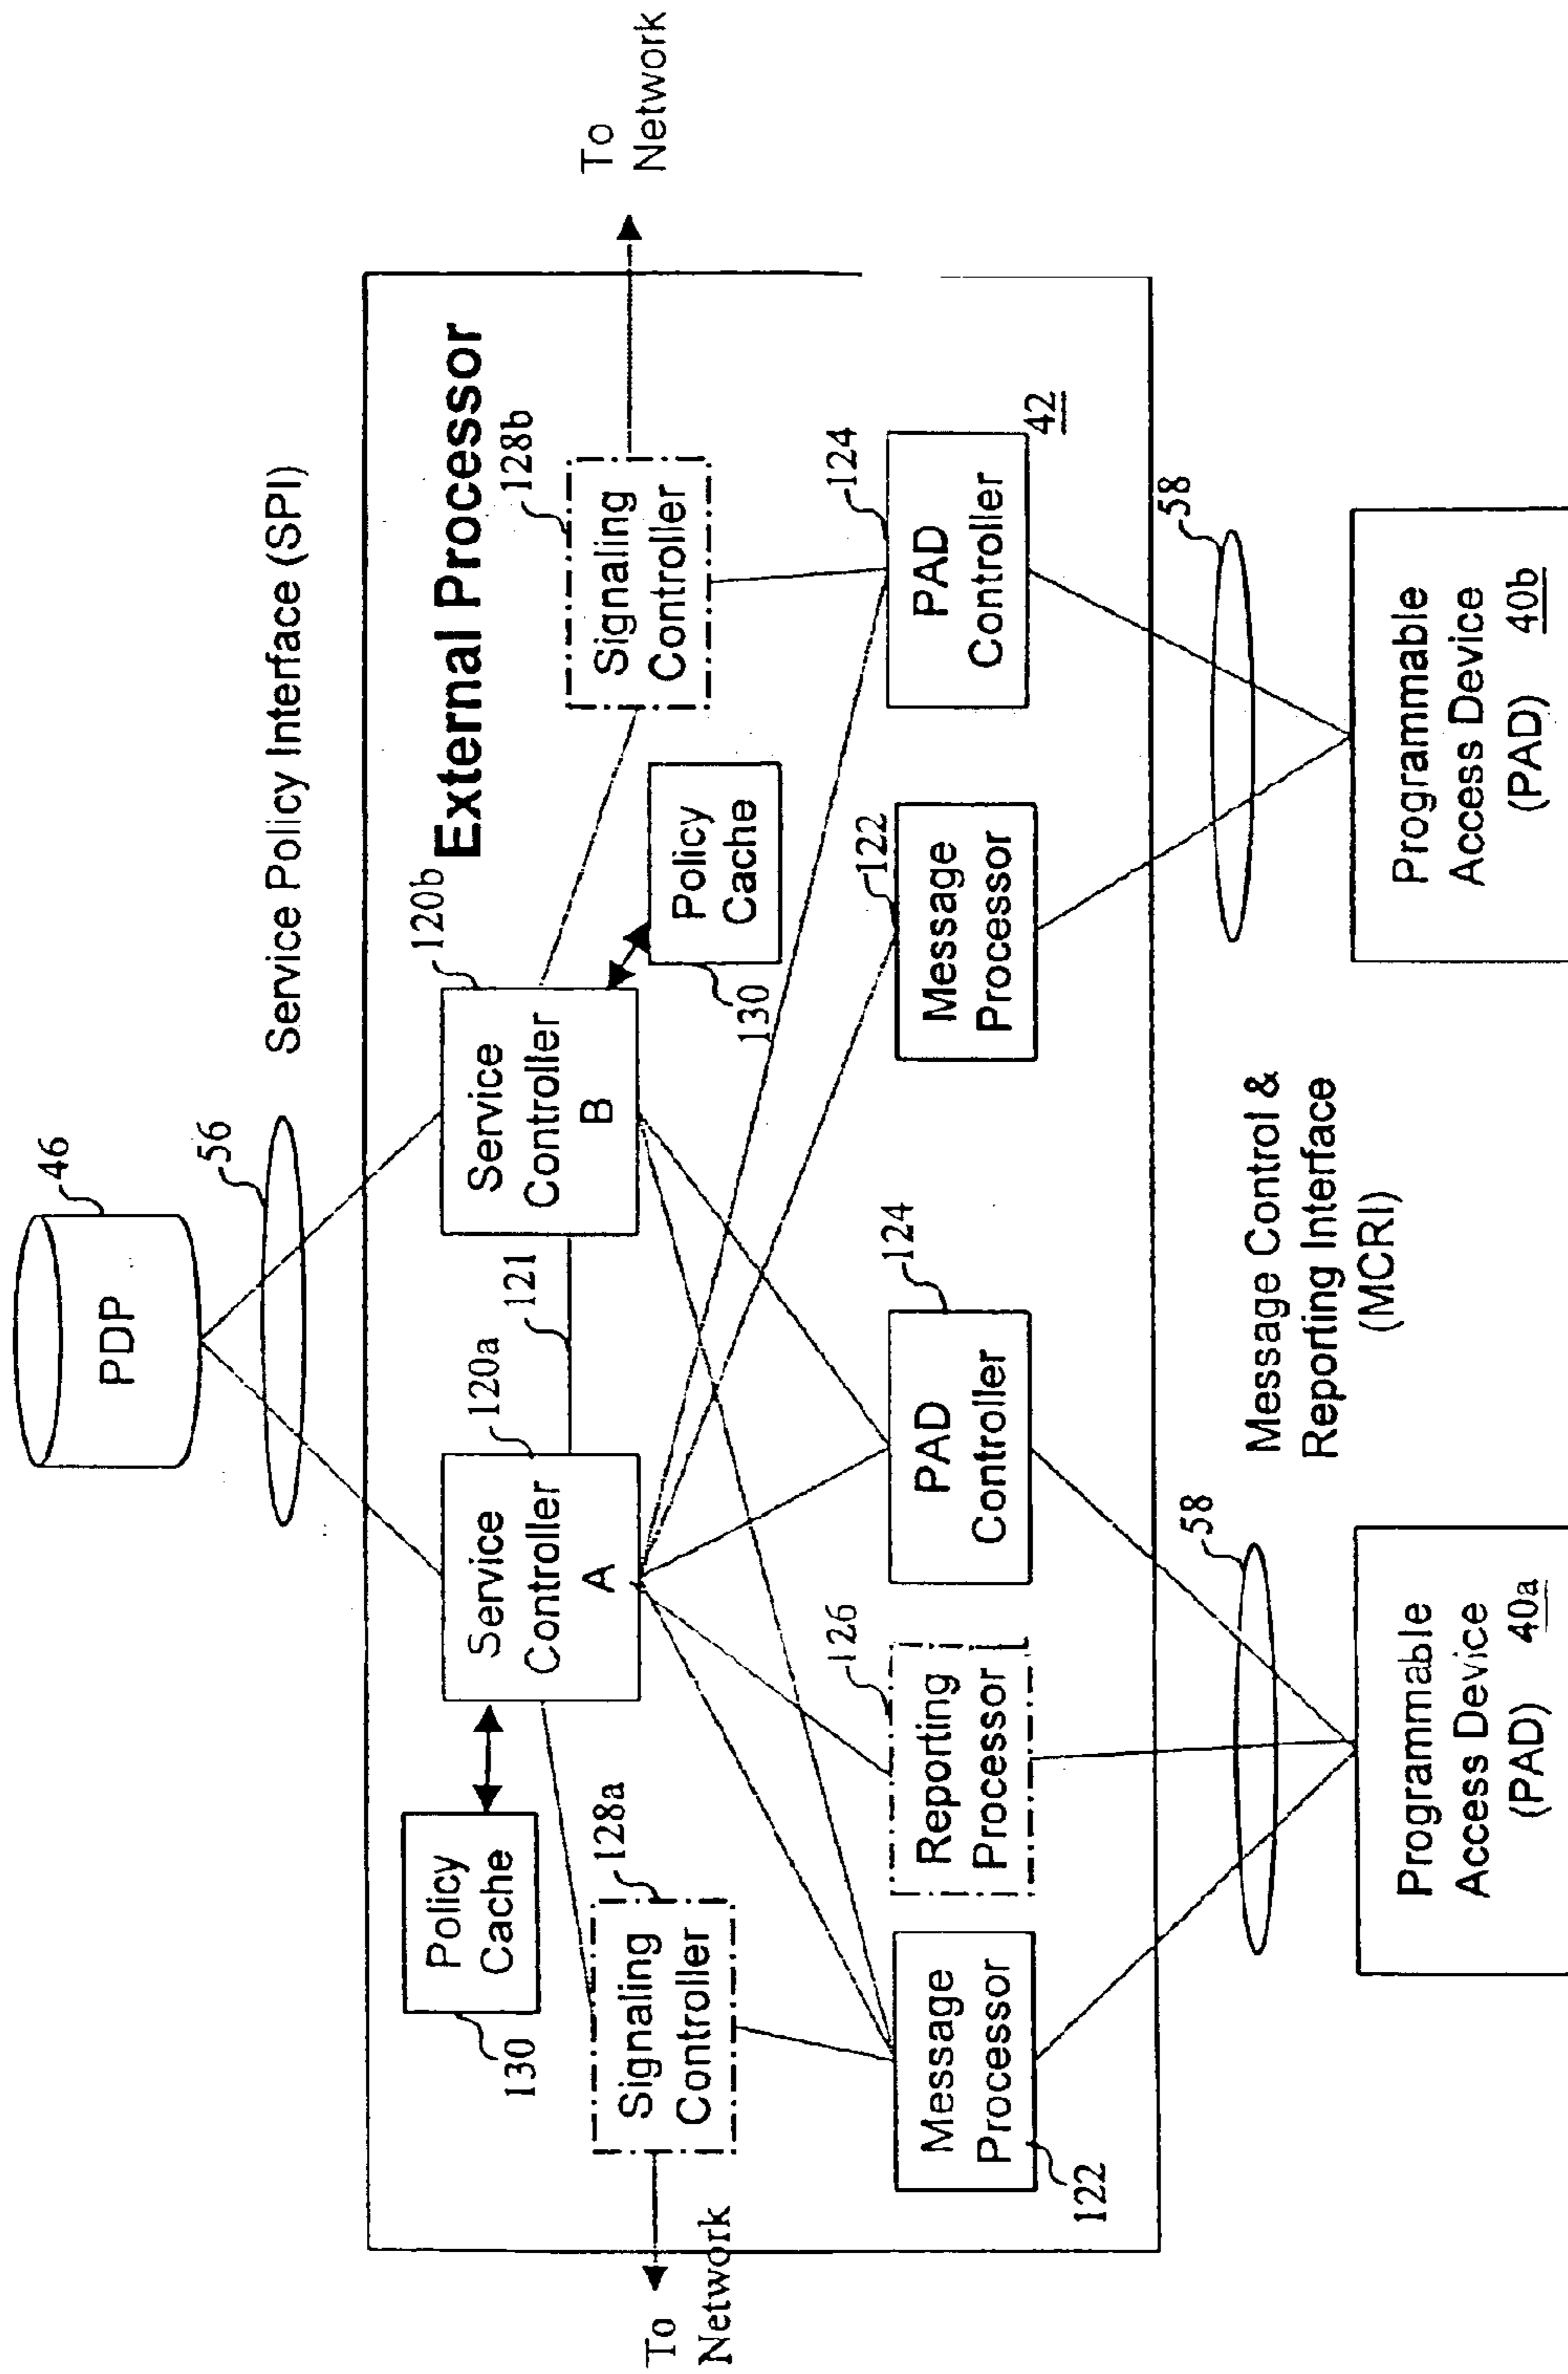 PDP
46
56
Service Policy Interface (SPI)
External Processor
Policy
Cache
130
Service
Controller
A
120a
121
Service
Controller
B
120b
Policy
Cache
130
Signaling
Controller
128a
To
Network
Signaling
Controller
128b
To
Network
Message
Processor
122
Reporting
Processor
126
PAD
Controller
124
Message
Processor
122
PAD
Controller
124
42
58
Message Control &
Reporting Interface
(MCRI)
58
Programmable
Access Device
(PAD) 40a
Programmable
Access Device
(PAD) 40b